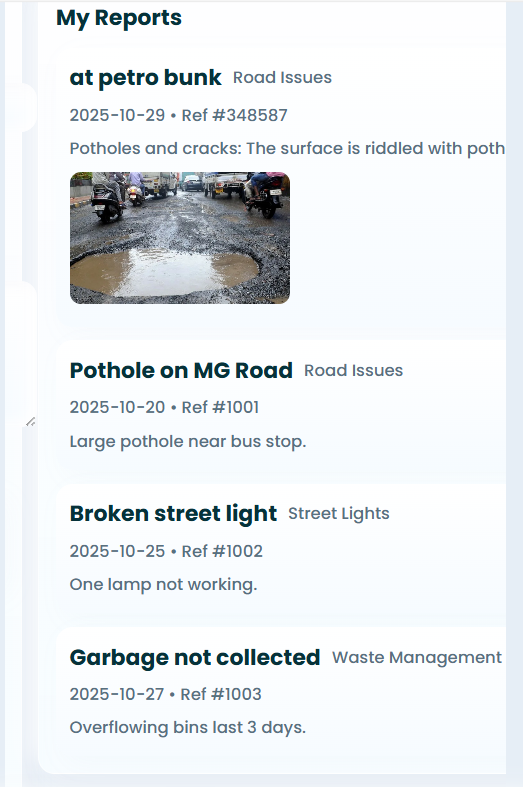 My Reports
at petro bunk Road Issues
2025-10-29 • Ref #348587
Potholes and cracks: The surface is riddled with poth
Pothole on MG Road Road Issues
2025-10-20 • Ref #1001
Large pothole near bus stop.
Broken street light Street Lights
2025-10-25 • Ref #1002
One lamp not working.
Garbage not collected Waste Management
2025-10-27 • Ref #1003
Overflowing bins last 3 days.